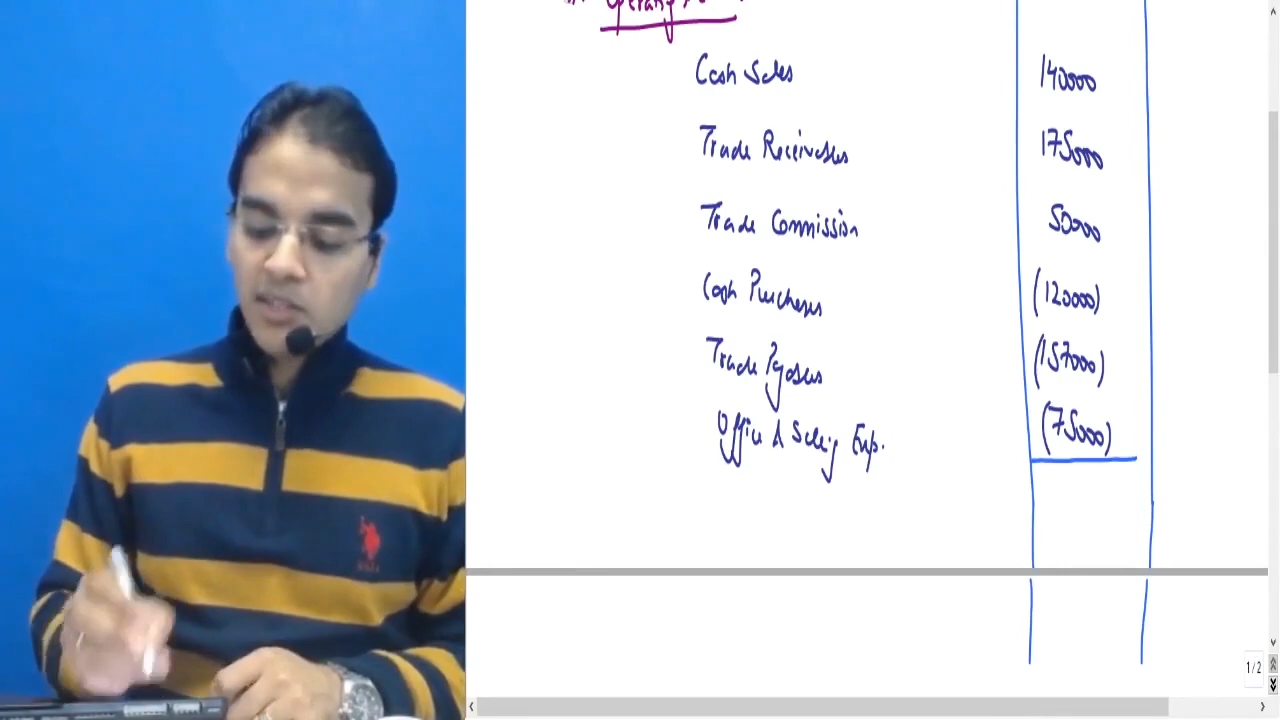 Operating A
Cash Sales 140000
Trade Receivables 175000
Trade Commission 50000
Cash Purchases (120000)
Trade Payables (157000)
Office & Selling Exp. (75000)
1/2